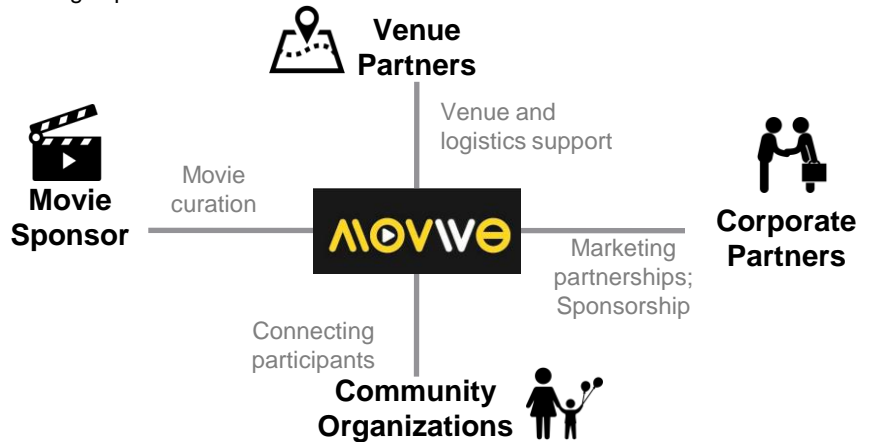 Venue
Partners
Venue and
logistics support
Movie
curation
Movie
Sponsor
MOVWE
Corporate
Partners
Marketing
partnerships;
Sponsorship
Connecting
participants
Community
Organizations